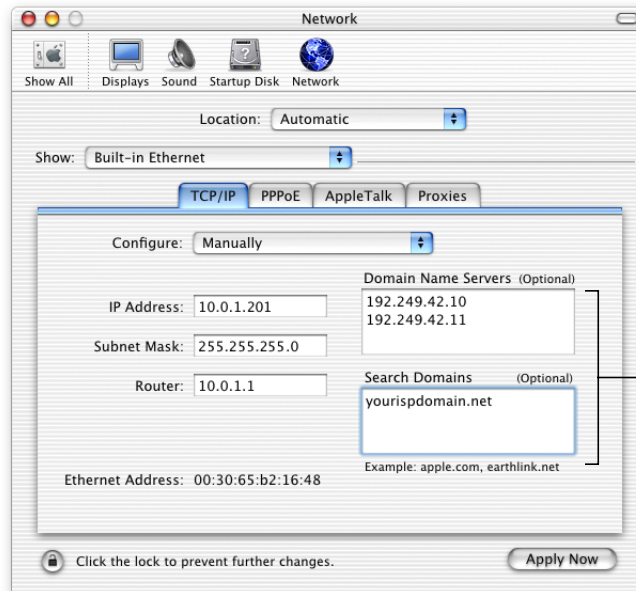 Network
Show All
Displays
Sound
Startup Disk
Network
Location: Automatic
Show: Built-in Ethernet
TCP/IP
PPPoE
AppleTalk
Proxies
Configure: Manually
Domain Name Servers (Optional)
192.249.42.10
192.249.42.11
IP Address: 10.0.1.201
Subnet Mask: 255.255.255.0
Router: 10.0.1.1
Search Domains (Optional)
yourispdomain.net
Example: apple.com, earthlink.net
Ethernet Address: 00:30:65:b2:16:48
Click the lock to prevent further changes.
Apply Now